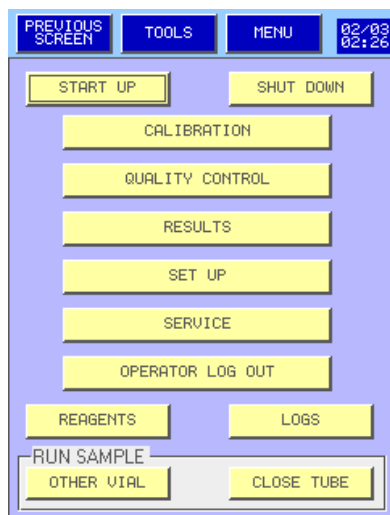 PREVIOUS
SCREEN
TOOLS
MENU
02/03
02:26
START UP
SHUT DOWN
CALIBRATION
QUALITY CONTROL
RESULTS
SET UP
SERVICE
OPERATOR LOG OUT
REAGENTS
LOGS
RUN SAMPLE
OTHER VIAL
CLOSE TUBE